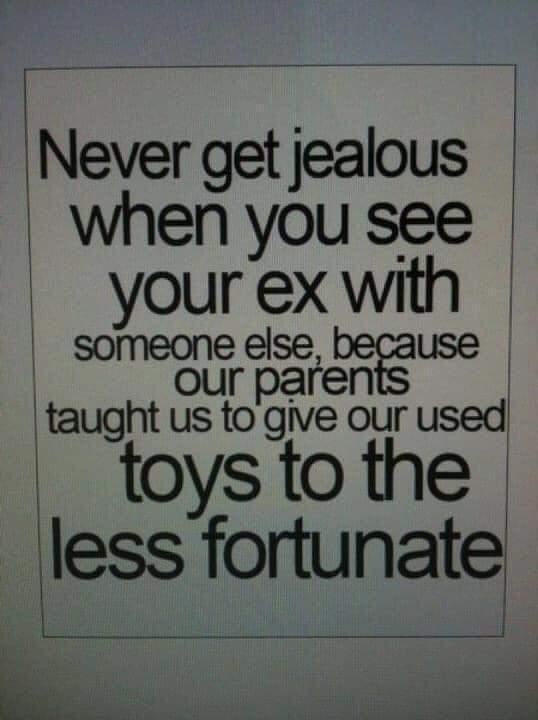 Never get jealous
when you see
your ex with
someone else, because
our parents
taught us to give our used
toys to the
less fortunate